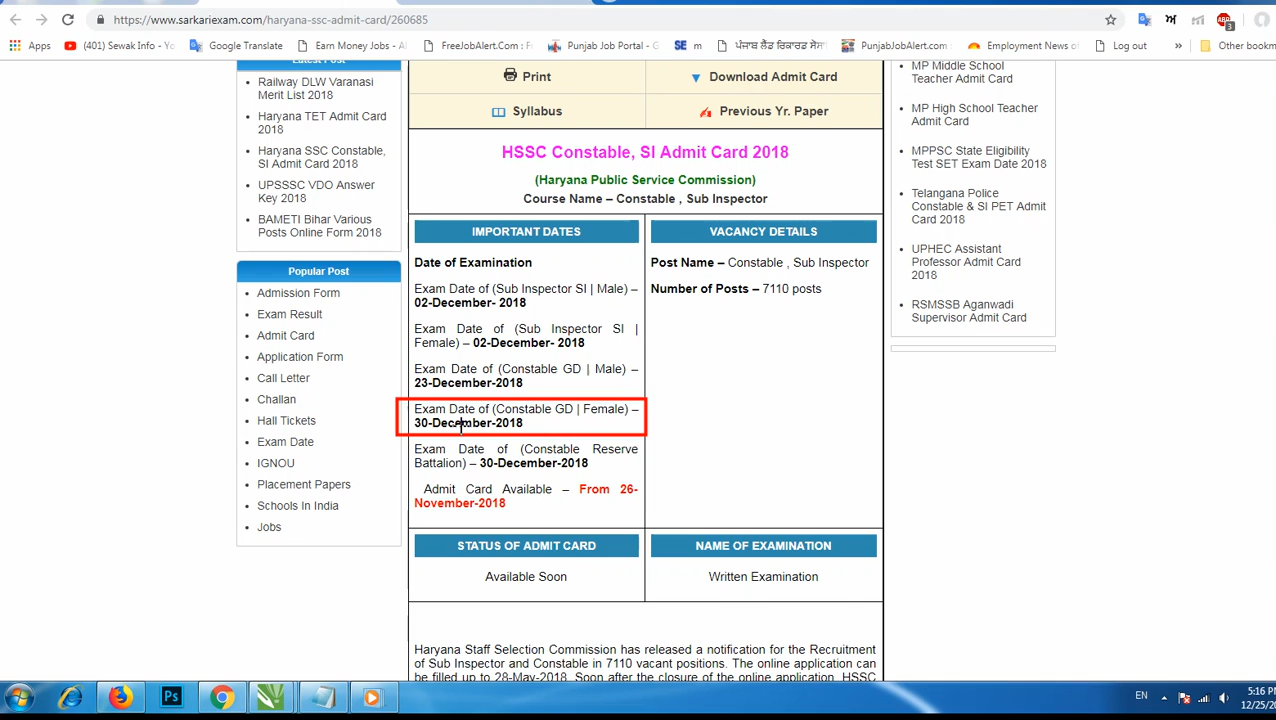 https://www.sarkariexam.com/haryana-ssc-admit-card/260685
Apps
(401) Sewak Info - Yo
Google Translate
Earn Money Jobs - A
FreeJobAlert.Com : F
Punjab Job Portal - G
SE m
ਪੰਜਾਬ ਲੈਂਡ ਰਿਕਾਰਡ ਸੋਸਾ
PunjabJobAlert.com
Employment News of
Log out
»
Other bookm
ABP
3
Latest Post
Railway DLW Varanasi
Merit List 2018
Haryana TET Admit Card
2018
Haryana SSC Constable,
SI Admit Card 2018
UPSSSC VDO Answer
Key 2018
BAMETI Bihar Various
Posts Online Form 2018
Popular Post
Admission Form
Exam Result
Admit Card
Application Form
Call Letter
Challan
Hall Tickets
Exam Date
IGNOU
Placement Papers
Schools In India
Jobs
Print
Download Admit Card
Syllabus
Previous Yr. Paper
HSSC Constable, SI Admit Card 2018
(Haryana Public Service Commission)
Course Name – Constable , Sub Inspector
IMPORTANT DATES
Date of Examination
Exam Date of (Sub Inspector SI | Male) –
02-December- 2018
Exam Date of (Sub Inspector SI |
Female) – 02-December- 2018
Exam Date of (Constable GD | Male) –
23-December-2018
Exam Date of (Constable GD | Female) –
30-December-2018
Exam Date of (Constable Reserve
Battalion) – 30-December-2018
Admit Card Available – From 26-
November-2018
VACANCY DETAILS
Post Name – Constable , Sub Inspector
Number of Posts – 7110 posts
STATUS OF ADMIT CARD
Available Soon
NAME OF EXAMINATION
Written Examination
Haryana Staff Selection Commission has released a notification for the Recruitment
of Sub Inspector and Constable in 7110 vacant positions. The online application can
be filled up to 28-May-2018. Soon after the closure of the online application, HSSC
MP Middle School
Teacher Admit Card
MP High School Teacher
Admit Card
MPPSC State Eligibility
Test SET Exam Date 2018
Telangana Police
Constable & SI PET Admit
Card 2018
UPHEC Assistant
Professor Admit Card
2018
RSMSSB Aganwadi
Supervisor Admit Card
Ps
EN
5:16 PM
12/25/20